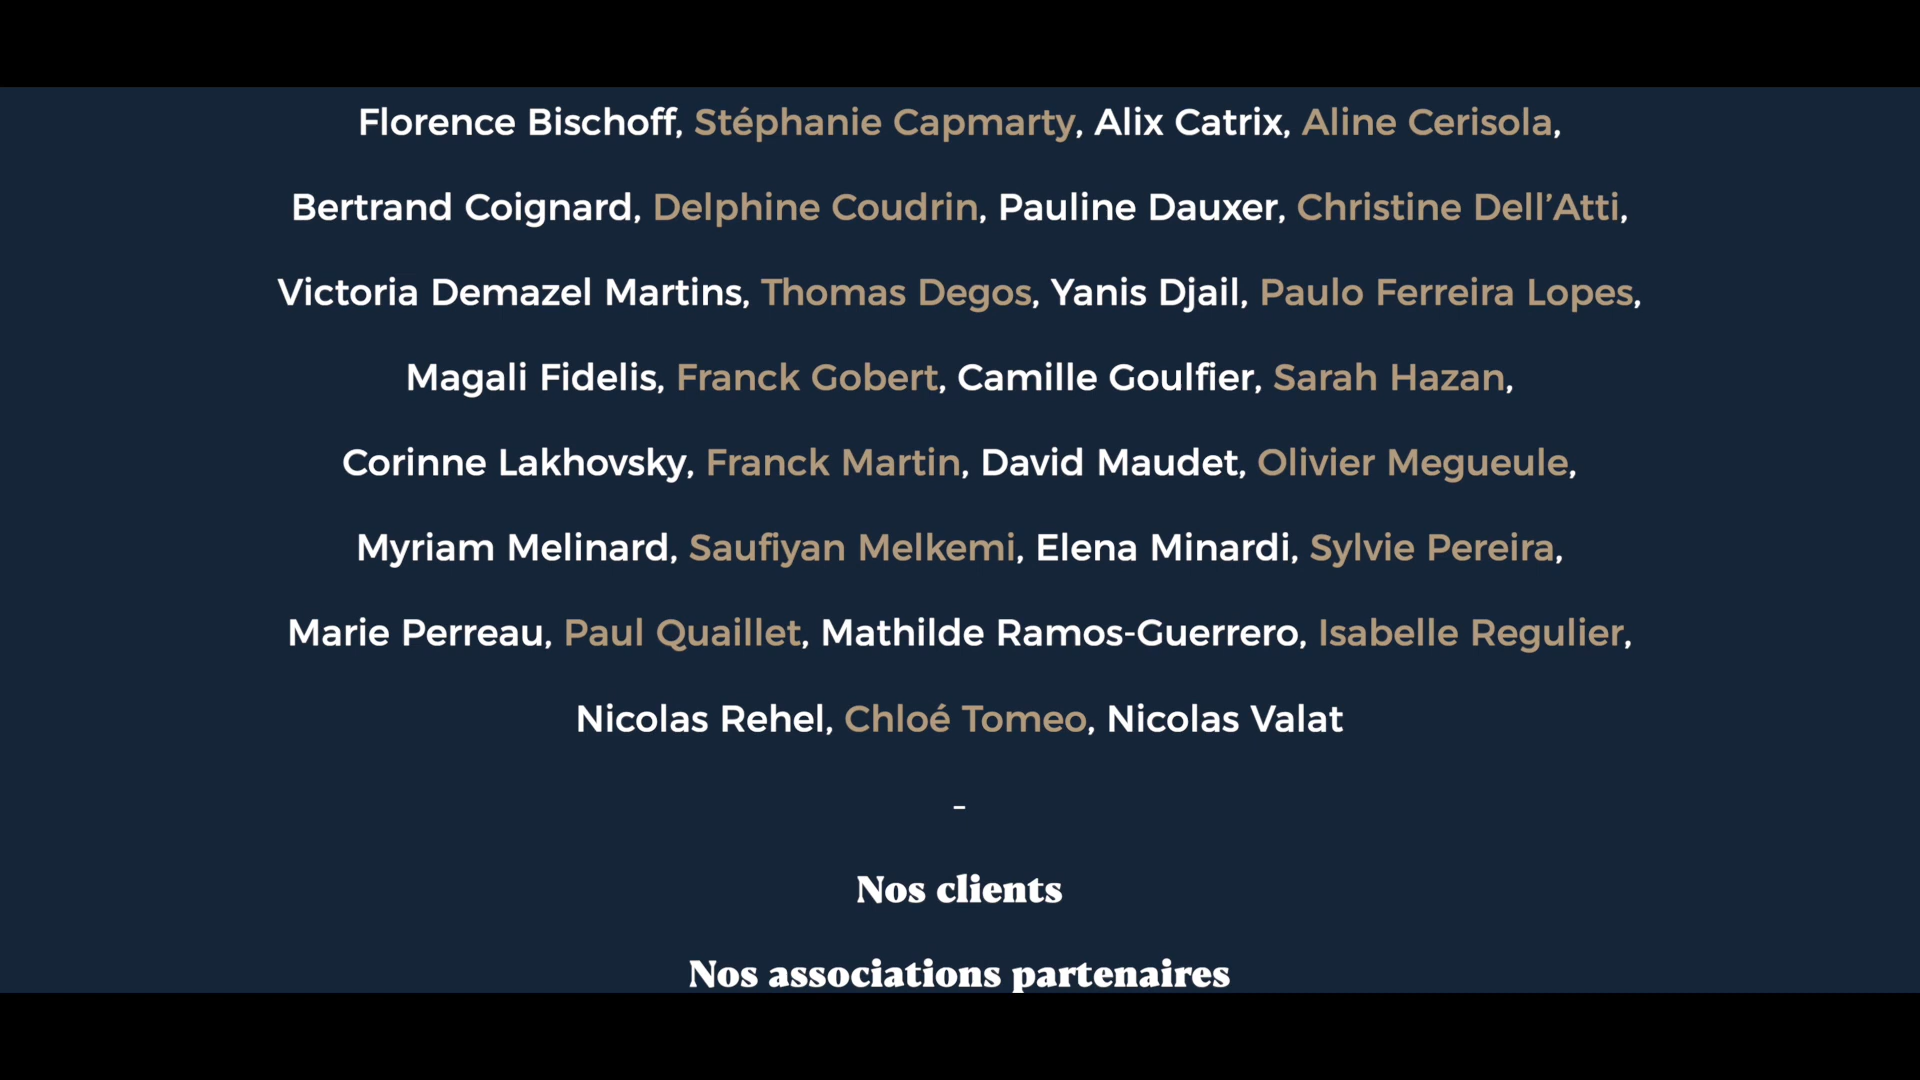 Florence Bischoff, Stéphanie Capmarty, Alix Catrix, Aline Cerisola,
Bertrand Coignard, Delphine Coudrin, Pauline Dauxer, Christine Dell’Atti,
Victoria Demazel Martins, Thomas Degos, Yanis Djail, Paulo Ferreira Lopes,
Magali Fidelis, Franck Gobert, Camille Goulfier, Sarah Hazan,
Corinne Lakhovsky, Franck Martin, David Maudet, Olivier Megueule,
Myriam Melinard, Saufiyan Melkemi, Elena Minardi, Sylvie Pereira,
Marie Perreau, Paul Quaillet, Mathilde Ramos-Guerrero, Isabelle Regulier,
Nicolas Rehel, Chloé Tomeo, Nicolas Valat
-
Nos clients
Nos associations partenaires